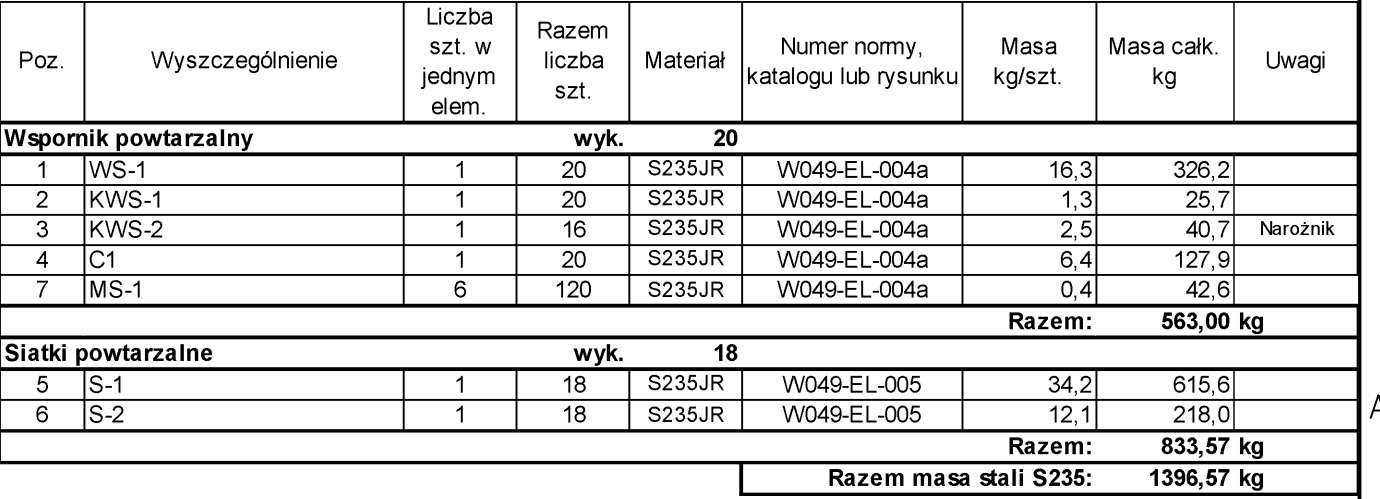 Poz. Wyszczególnienie Liczba szt. w jednym elem. Razem liczba szt. Materiał Numer normy, katalogu lub rysunku Masa kg/szt. Masa całk. kg Uwagi
Wspornik powtarzalny wyk. 20
1 WS-1 1 20 S235JR W049-EL-004a 16,3 326,2
2 KWS-1 1 20 S235JR W049-EL-004a 1,3 25,7
3 KWS-2 1 16 S235JR W049-EL-004a 2,5 40,7 Narożnik
4 C1 1 20 S235JR W049-EL-004a 6,4 127,9
7 MS-1 6 120 S235JR W049-EL-004a 0,4 42,6
Razem: 563,00 kg
Siatki powtarzalne wyk. 18
5 S-1 1 18 S235JR W049-EL-005 34,2 615,6
6 S-2 1 18 S235JR W049-EL-005 12,1 218,0
Razem: 833,57 kg
Razem masa stali S235: 1396,57 kg